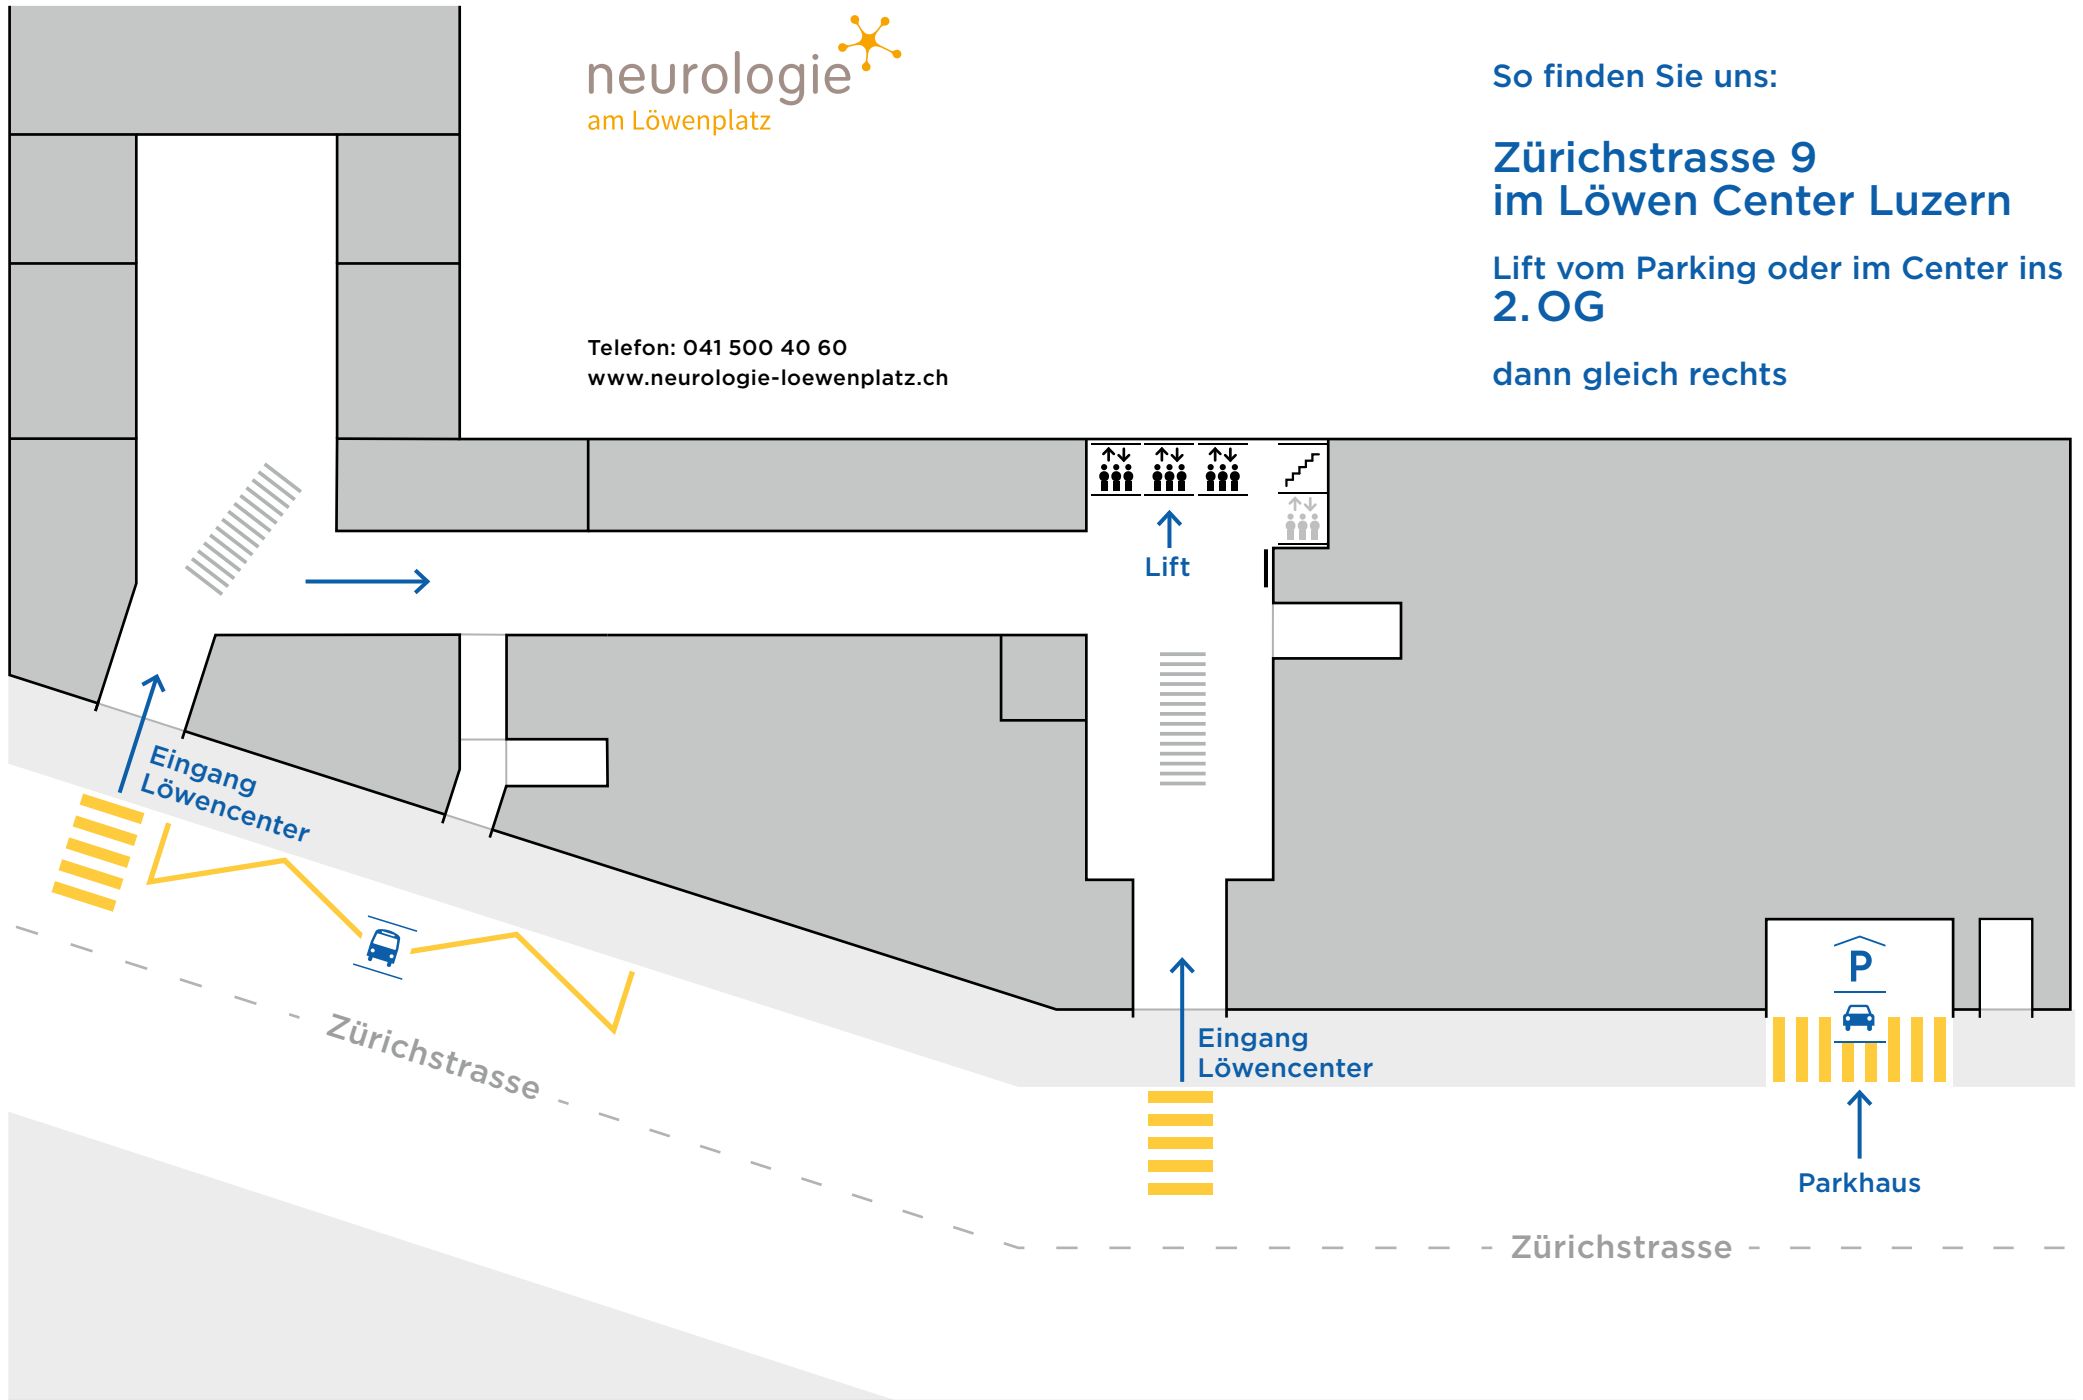 neurologie
am Löwenplatz
So finden Sie uns:
Zürichstrasse 9
im Löwen Center Luzern
Lift vom Parking oder im Center ins
2. OG
dann gleich rechts
Telefon: 041 500 40 60
www.neurologie-loewenplatz.ch
Lift
Eingang
Löwencenter
Zürichstrasse
Eingang
Löwencenter
P
Parkhaus
Zürichstrasse